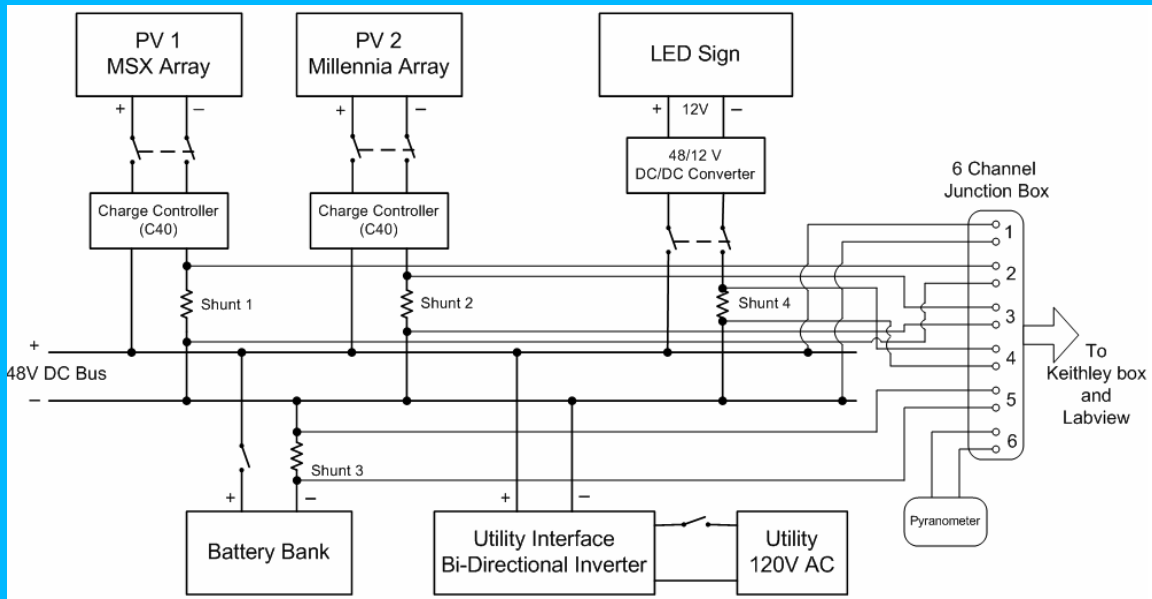 PV 1
MSX Array
PV 2
Millennia Array
LED Sign
+ −
+ −
+ 12V −
48/12 V
DC/DC Converter
6 Channel
Junction Box
Charge Controller
(C40)
Charge Controller
(C40)
1
2
Shunt 1
Shunt 2
Shunt 4
3
+
4
48V DC Bus
To
Keithley box
and
Labview
−
5
6
Shunt 3
+ −
+ −
Battery Bank
Utility Interface
Bi-Directional Inverter
Utility
120V AC
Pyranometer